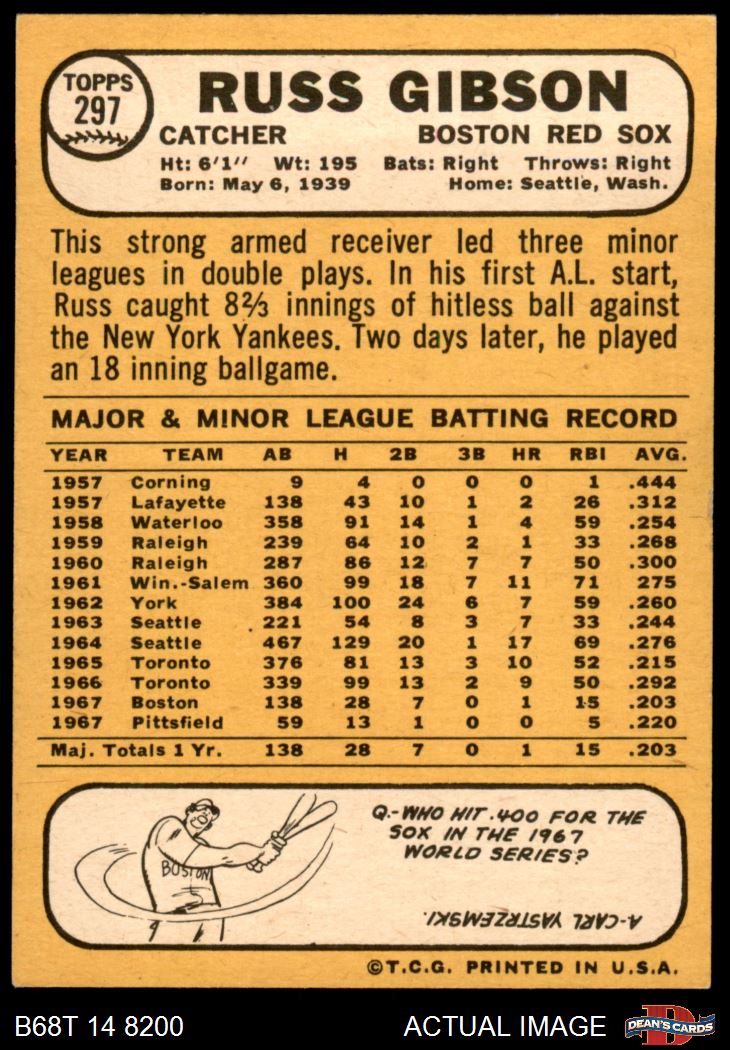 TOPPS
297
RUSS GIBSON
CATCHER BOSTON RED SOX
Ht: 6'1'' Wt: 195 Bats: Right Throws: Right
Born: May 6, 1939 Home: Seattle, Wash.
This strong armed receiver led three minor
leagues in double plays. In his first A.L. start,
Russ caught 8⅔ innings of hitless ball against
the New York Yankees. Two days later, he played
an 18 inning ballgame.
MAJOR & MINOR LEAGUE BATTING RECORD
YEAR TEAM AB H 2B 3B HR RBI AVG.
1957 Corning 9 4 0 0 0 1 .444
1957 Lafayette 138 43 10 1 2 26 .312
1958 Waterloo 358 91 14 1 4 59 .254
1959 Raleigh 239 64 10 2 1 33 .268
1960 Raleigh 287 86 12 7 7 50 .300
1961 Win.-Salem 360 99 18 7 11 71 275
1962 York 384 100 24 6 7 59 .260
1963 Seattle 221 54 8 3 7 33 .244
1964 Seattle 467 129 20 1 17 69 .276
1965 Toronto 376 81 13 3 10 52 .215
1966 Toronto 339 99 13 2 9 50 .292
1967 Boston 138 28 7 0 1 15 .203
1967 Pittsfield 59 13 1 0 0 5 .220
Maj. Totals 1 Yr. 138 28 7 0 1 15 .203
BOSTON
Q.-WHO HIT .400 FOR THE
SOX IN THE 1967
WORLD SERIES?
A-CARL YASTRZEMSKI.
©T.C.G. PRINTED IN U.S.A.
B68T 14 8200 ACTUAL IMAGE
D
DEAN'S CARDS